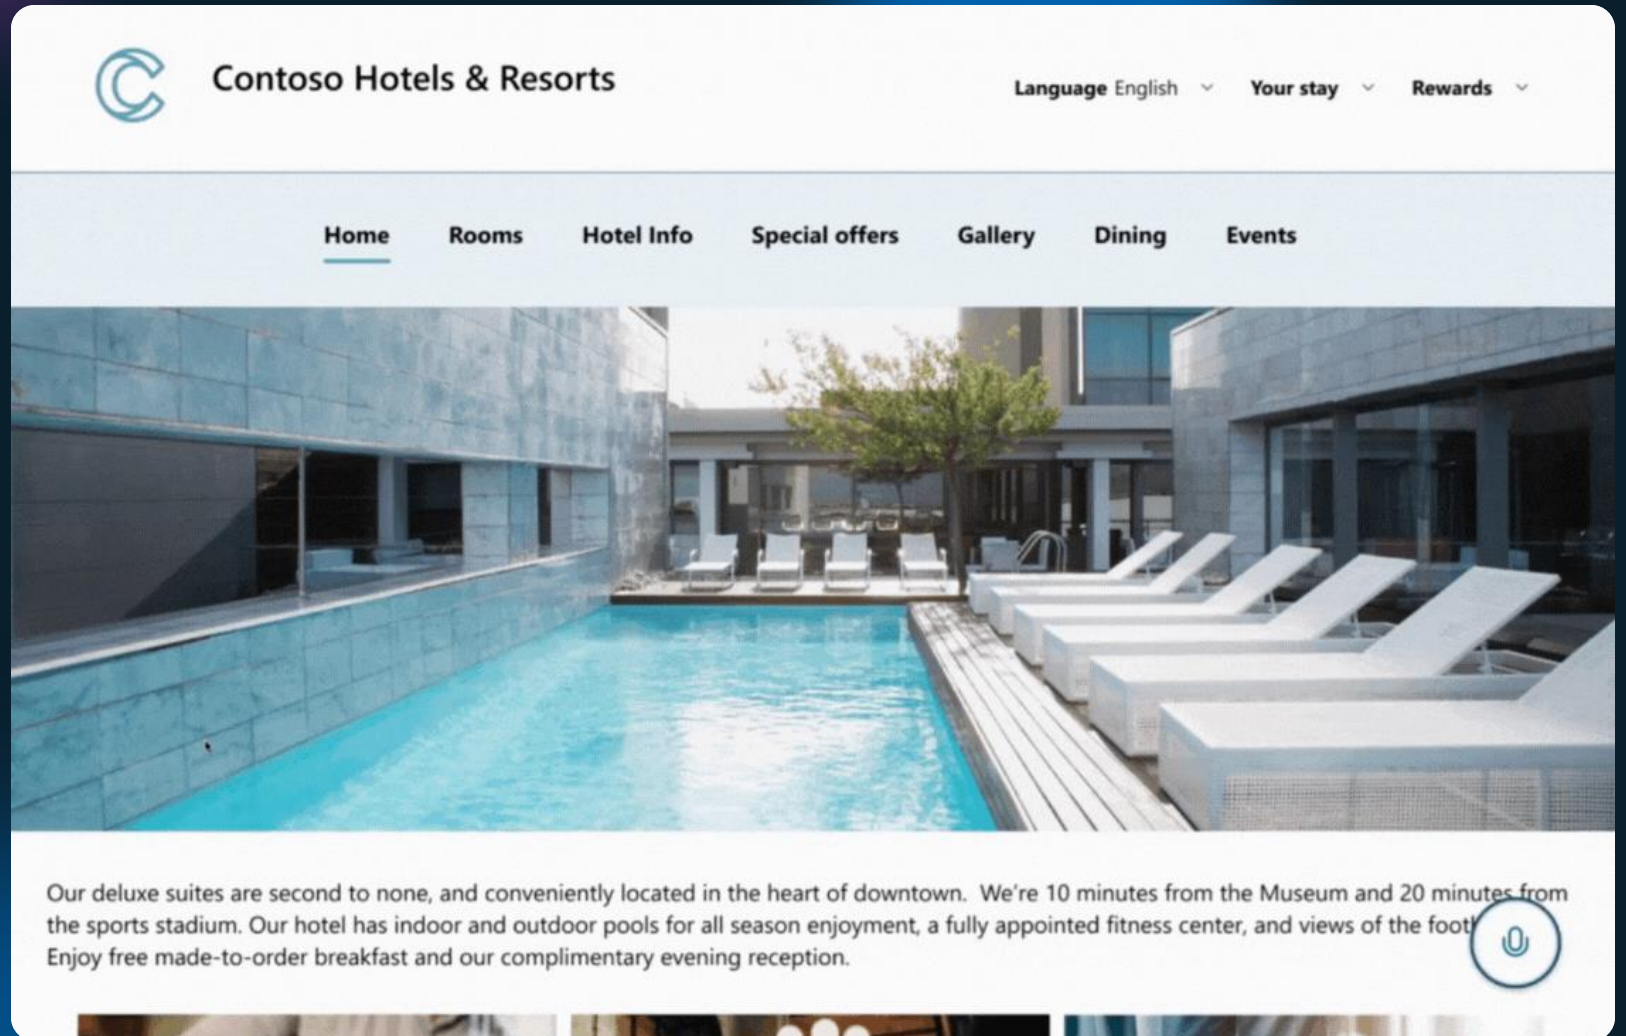 Contoso Hotels & Resorts
Language English
Your stay
Rewards
Home
Rooms
Hotel Info
Special offers
Gallery
Dining
Events
Our deluxe suites are second to none, and conveniently located in the heart of downtown.  We're 10 minutes from the Museum and 20 minutes from
the sports stadium. Our hotel has indoor and outdoor pools for all season enjoyment, a fully appointed fitness center, and views of the
Enjoy free made-to-order breakfast and our complimentary evening reception.